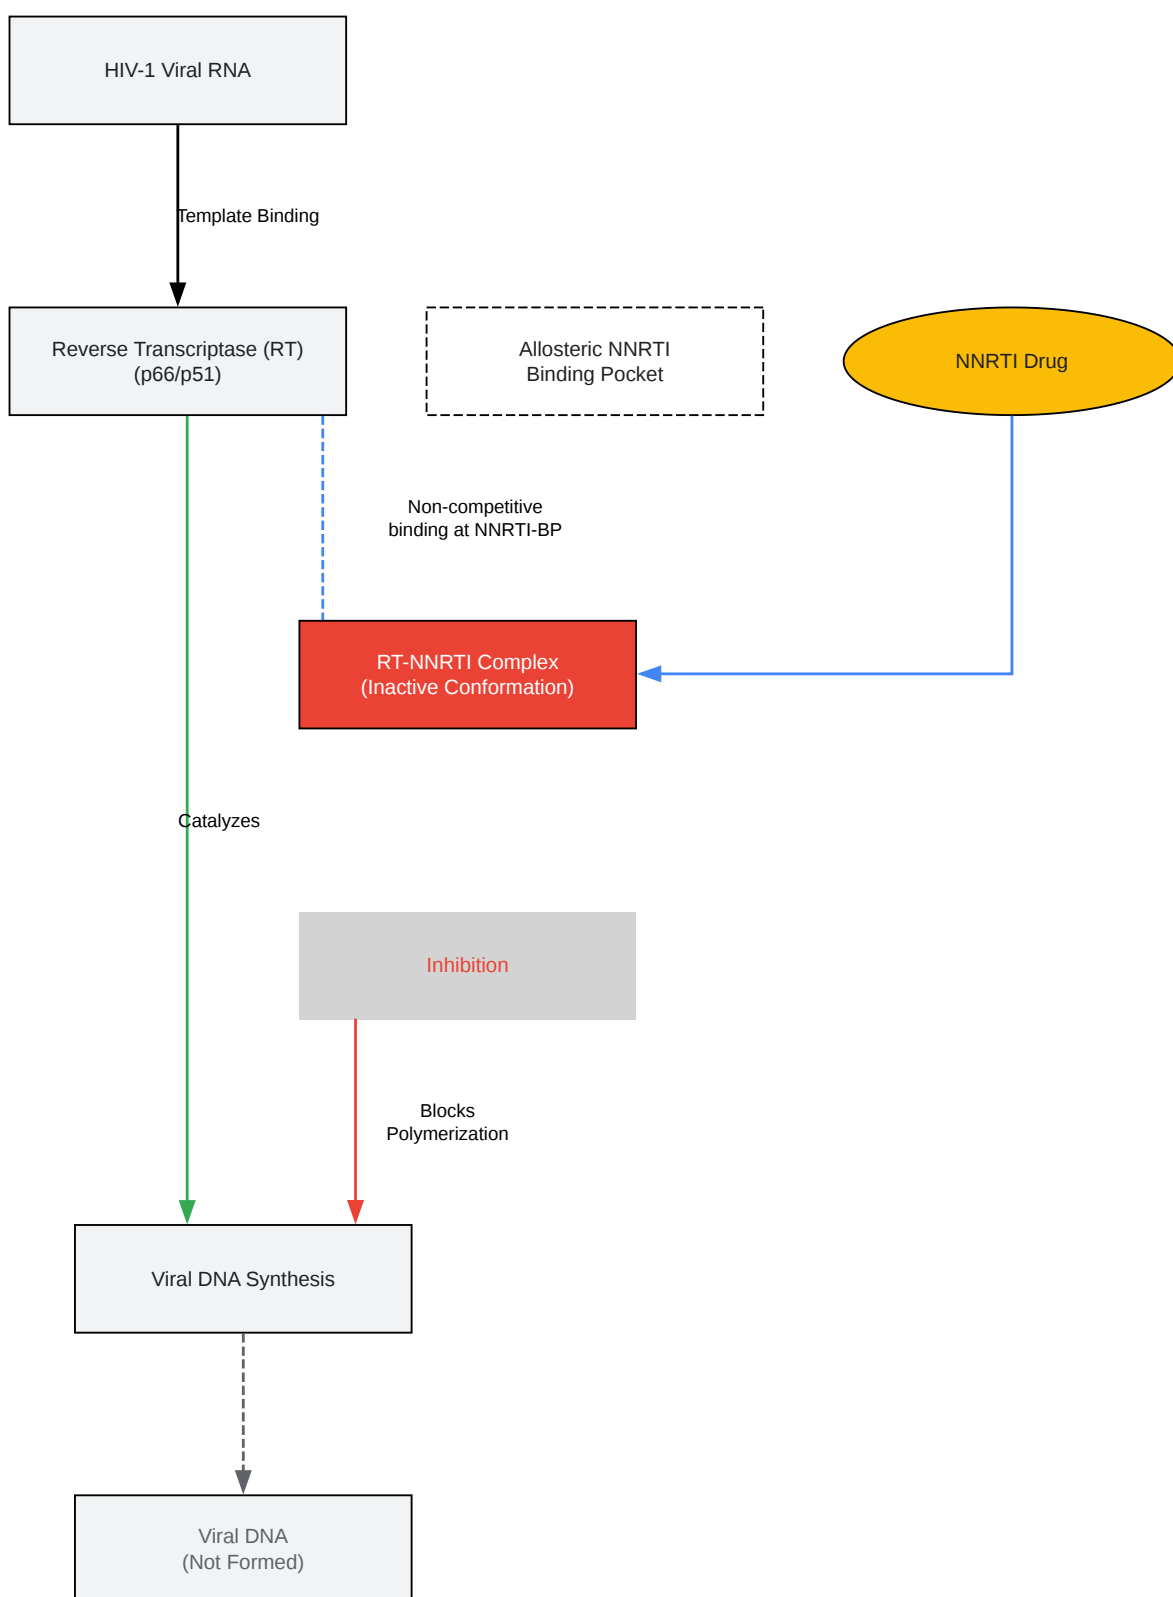 HIV-1 Viral RNA
Template Binding
Reverse Transcriptase (RT)
(p66/p51)
Allosteric NNRTI
Binding Pocket
NNRTI Drug
Non-competitive
binding at NNRTI-BP
RT-NNRTI Complex
(Inactive Conformation)
Catalyzes
Inhibition
Blocks
Polymerization
Viral DNA Synthesis
Viral DNA
(Not Formed)